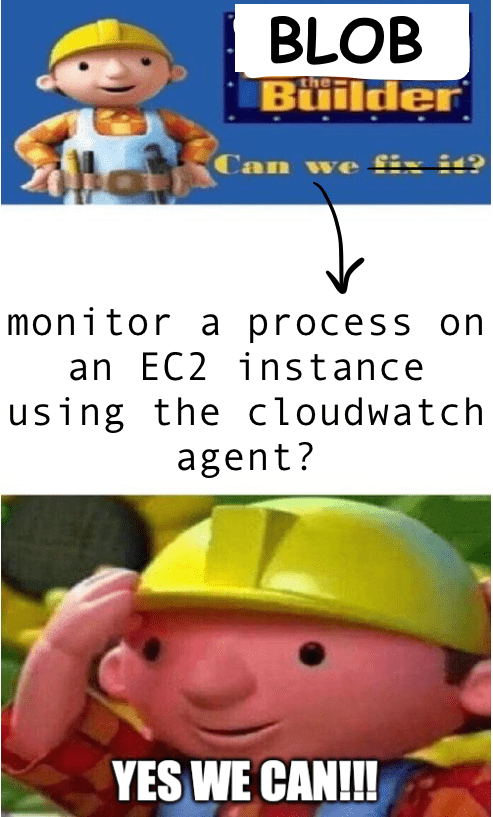 BLOB
the
Builder
Can we fix it?
monitor a process on
an EC2 instance
using the cloudwatch
agent?
YES WE CAN!!!